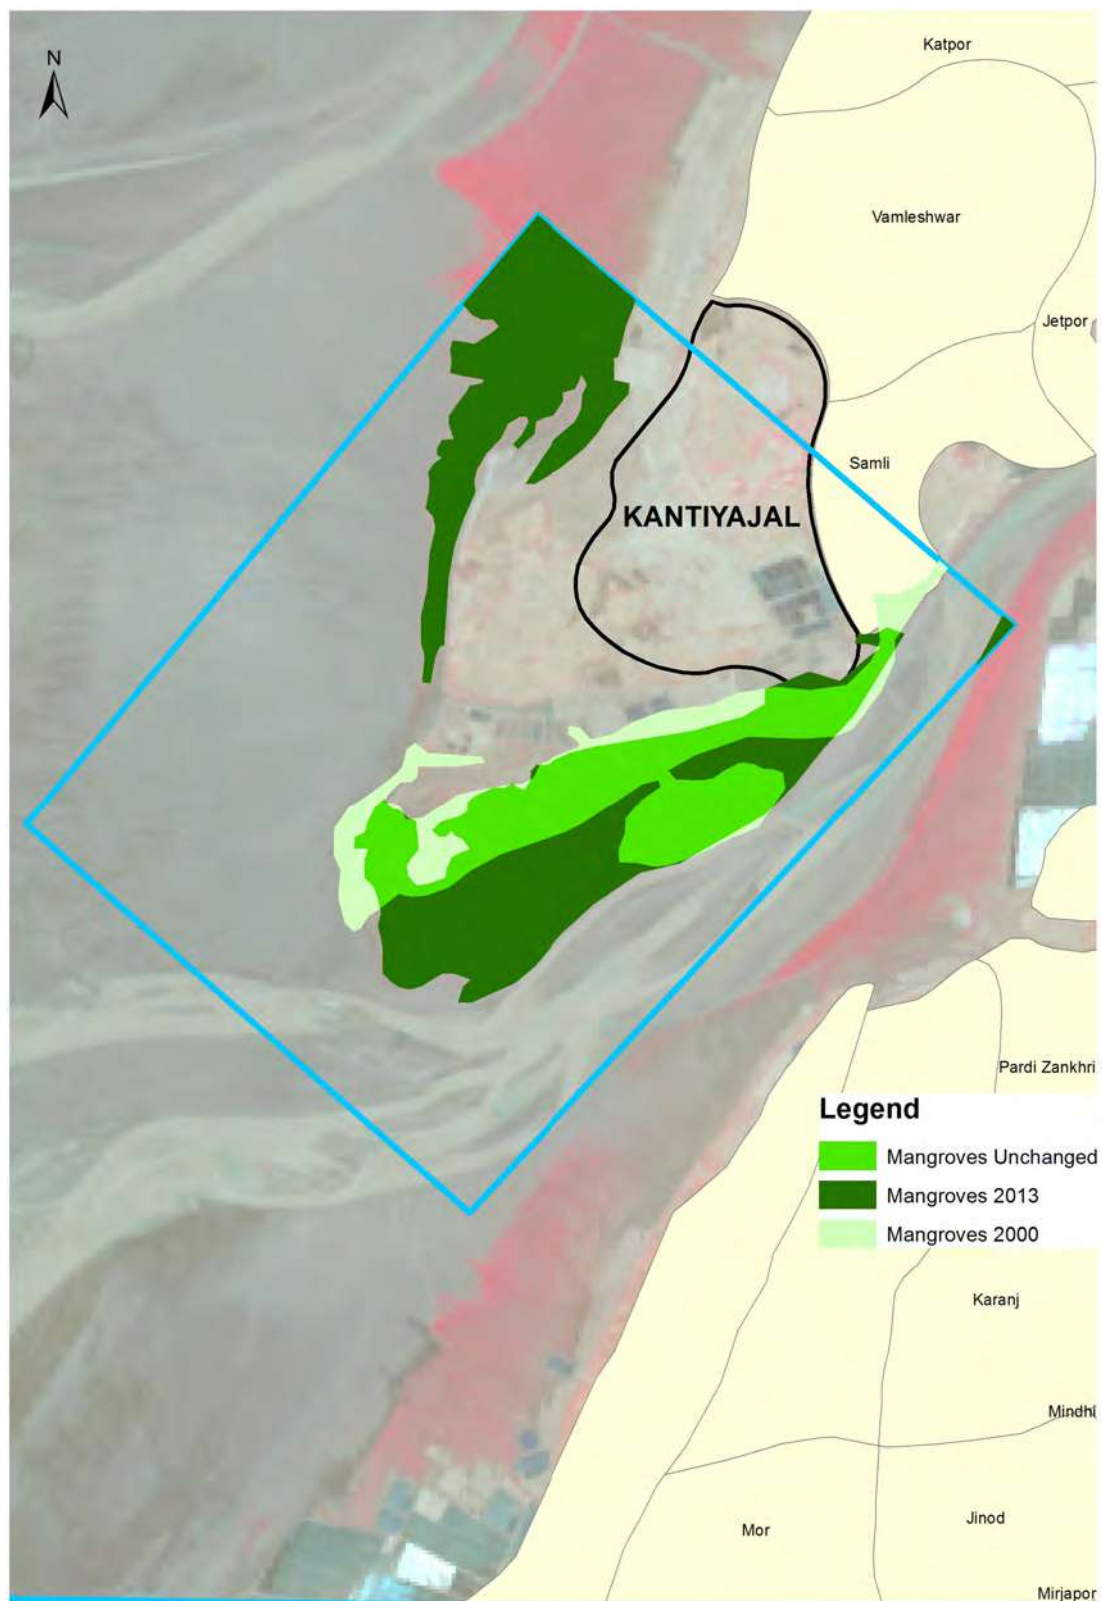 N
Katpor
Vamleshwar
Jetpor
Samli
KANTIYAJAL
Pardi Zankhri
Legend
Mangroves Unchanged
Mangroves 2013
Mangroves 2000
Karanj
Mindhi
Jinod
Mor
Mirjapor